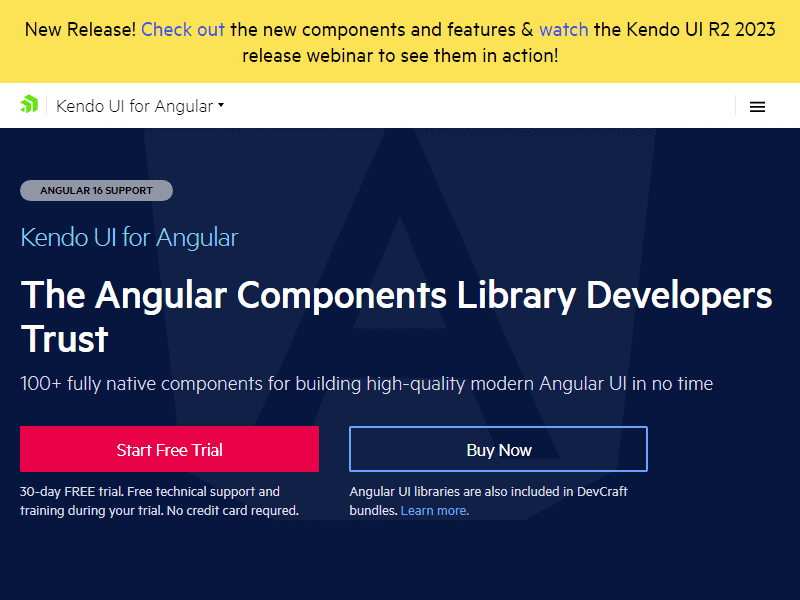 New Release! Check out the new components and features & watch the Kendo UI R2 2023
release webinar to see them in action!
Kendo UI for Angular
ANGULAR 16 SUPPORT
Kendo UI for Angular
The Angular Components Library Developers
Trust
100+ fully native components for building high-quality modern Angular UI in no time
Start Free Trial
Buy Now
30-day FREE trial. Free technical support and
training during your trial. No credit card requred.
Angular UI libraries are also included in DevCraft
bundles. Learn more.